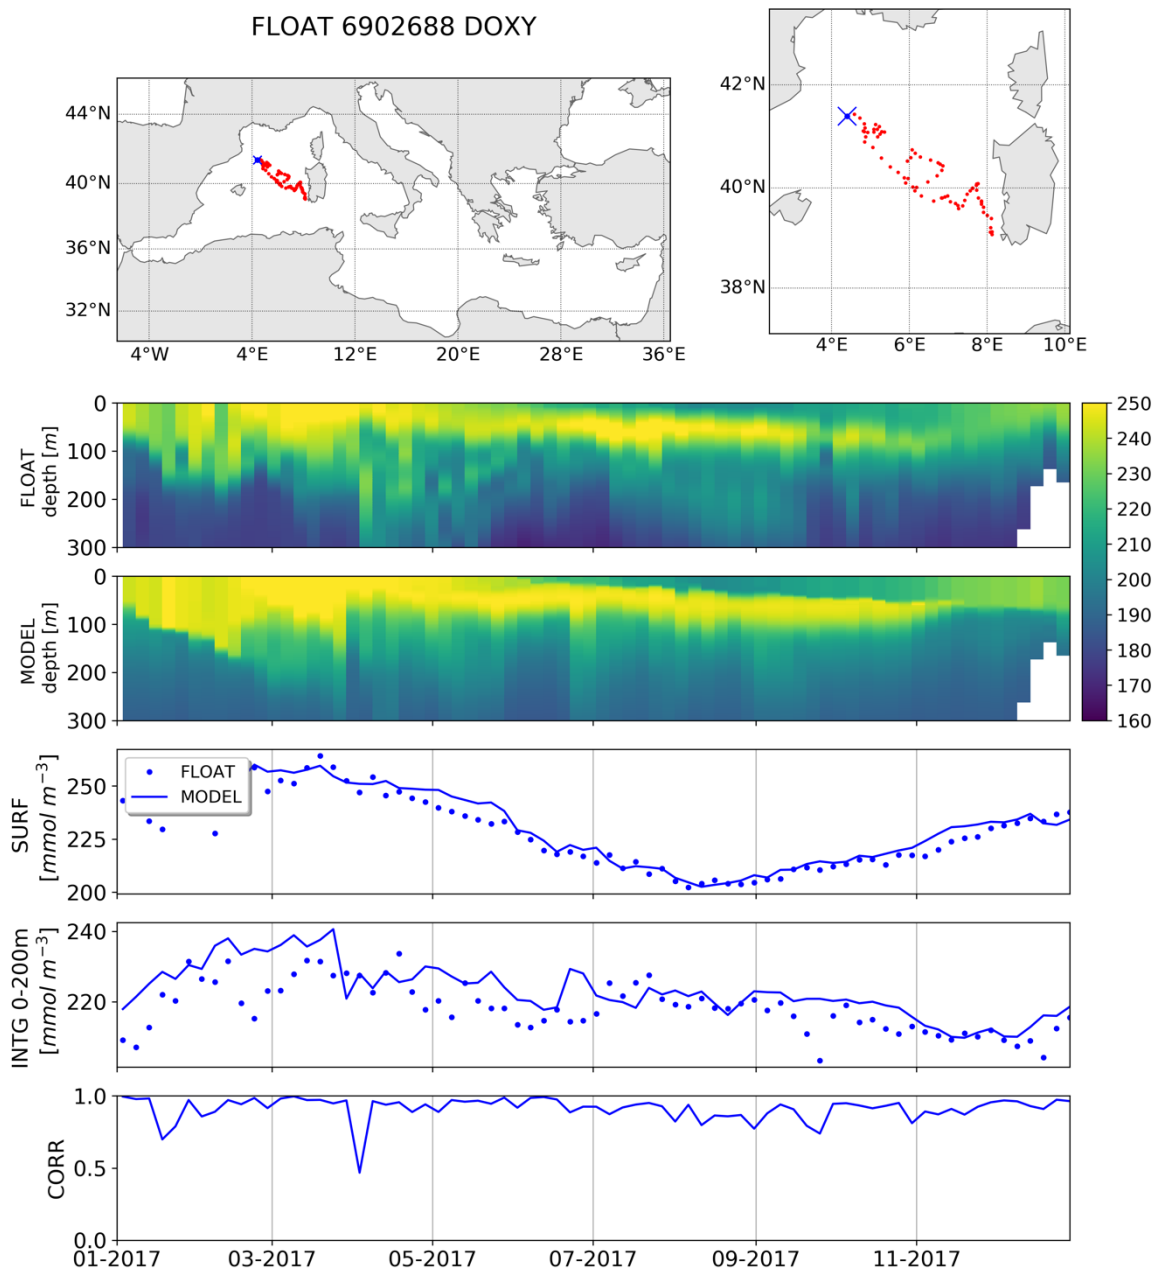 FLOAT 6902688 DOXY
44°N
40°N
36°N
32°N
4°W
4°E
12°E
20°E
28°E
36°E
42°N
40°N
38°N
4°E
6°E
8°E
10°E
FLOAT
depth [m]
0
100
200
300
MODEL
depth [m]
0
100
200
300
250
240
230
220
210
200
190
180
170
160
SURF
[mmol m⁻³]
250
225
200
FLOAT
MODEL
INTG 0-200m
[mmol m⁻³]
240
220
CORR
1.0
0.5
0.0
01-2017
03-2017
05-2017
07-2017
09-2017
11-2017